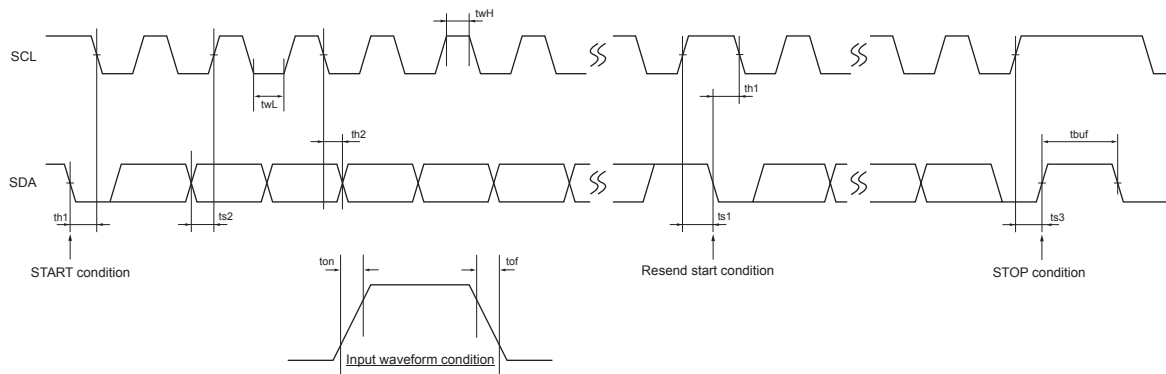 twH
SCL
th1
twL
th2
tbuf
SDA
th1
ts2
ts1
ts3
START condition
ton
tof
Resend start condition
STOP condition
Input waveform condition